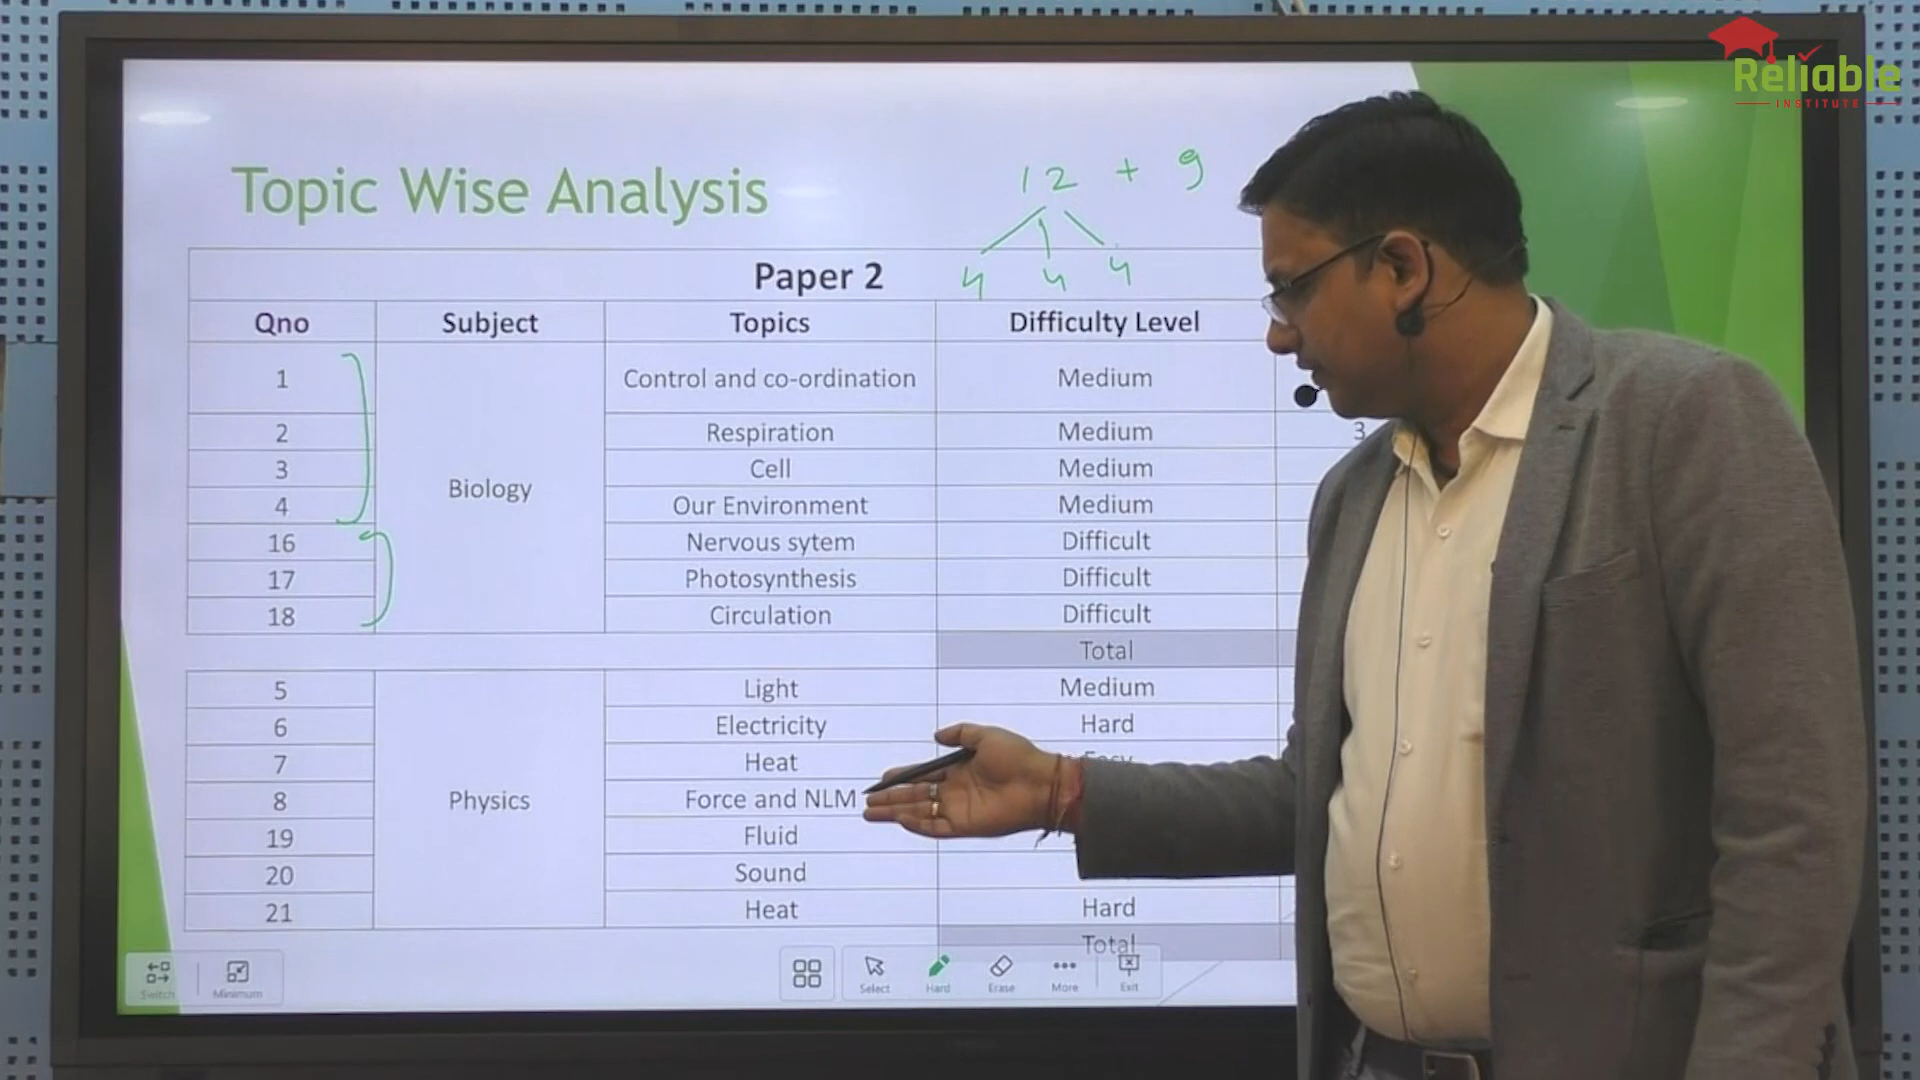 Reliable
INSTITUTE
12 + 9
Topic Wise Analysis
4 4 4
Paper 2
Qno Subject Topics Difficulty Level
1 Control and co-ordination Medium
2 Respiration Medium 3
3 Cell Medium
Biology
4 Our Environment Medium
16 Nervous sytem Difficult
17 Photosynthesis Difficult
18 Circulation Difficult
Total
5 Light Medium
6 Electricity Hard
7 Heat Easy
8 Physics Force and NLM
19 Fluid
20 Sound
21 Heat Hard
Total
Switch Minimum Select Hard Erase More Exit